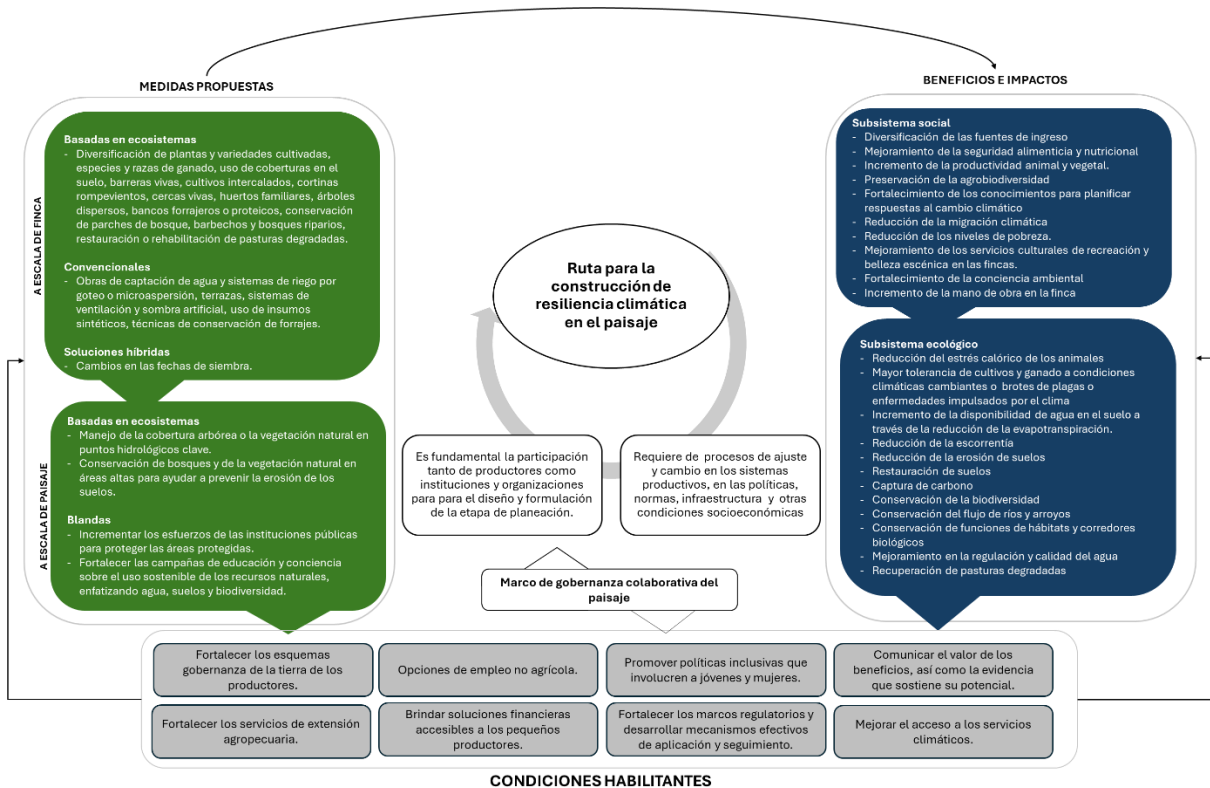 MEDIDAS PROPUESTAS
A ESCALA DE FINCA
Basadas en ecosistemas
- Diversificación de plantas y variedades cultivadas,
especies y razas de ganado, uso de coberturas en el
suelo, barreras vivas, cultivos intercalados, cortinas
rompevientos, cercas vivas, huertos familiares, árboles
dispersos, bancos forrajeros o proteicos, conservación
de parches de bosque, barbechos y bosques riparios,
restauración o rehabilitación de pasturas degradadas.
Convencionales
- Obras de captación de agua y sistemas de riego por
goteo o microaspersión, terrazas, sistemas de
ventilación y sombra artificial, uso de insumos
sintéticos, técnicas de conservación de forrajes.
Soluciones híbridas
- Cambios en las fechas de siembra.
A ESCALA DE PAISAJE
Basadas en ecosistemas
- Manejo de la cobertura arbórea o la vegetación natural en
puntos hidrológicos clave.
- Conservación de bosques y de la vegetación natural en
áreas altas para ayudar a prevenir la erosión de los
suelos.
Blandas
- Incrementar los esfuerzos de las instituciones públicas
para proteger las áreas protegidas.
- Fortalecer las campañas de educación y conciencia
sobre el uso sostenible de los recursos naturales,
enfatizando agua, suelos y biodiversidad.
Ruta para la
construcción de
resiliencia climática
en el paisaje
Es fundamental la participación
tanto de productores como
instituciones y organizaciones
para para el diseño y formulación
de la etapa de planeación.
Requiere de procesos de ajuste
y cambio en los sistemas
productivos, en las políticas,
normas, infraestructura y otras
condiciones socioeconómicas
Marco de gobernanza colaborativa del
paisaje
BENEFICIOS E IMPACTOS
Subsistema social
- Diversificación de las fuentes de ingreso
- Mejoramiento de la seguridad alimenticia y nutricional
- Incremento de la productividad animal y vegetal.
- Preservación de la agrobiodiversidad
- Fortalecimiento de los conocimientos para planificar
respuestas al cambio climático
- Reducción de la migración climática
- Reducción de los niveles de pobreza.
- Mejoramiento de los servicios culturales de recreación y
belleza escénica en las fincas.
- Fortalecimiento de la conciencia ambiental
- Incremento de la mano de obra en la finca
Subsistema ecológico
- Reducción del estrés calórico de los animales
- Mayor tolerancia de cultivos y ganado a condiciones
climáticas cambiantes o brotes de plagas o
enfermedades impulsados por el clima
- Incremento de la disponibilidad de agua en el suelo a
través de la reducción de la evapotranspiración.
- Reducción de la escorrentía
- Reducción de la erosión de suelos
- Restauración de suelos
- Captura de carbono
- Conservación de la biodiversidad
- Conservación del flujo de ríos y arroyos
- Conservación de funciones de hábitats y corredores
biológicos
- Mejoramiento en la regulación y calidad del agua
- Recuperación de pasturas degradadas
Fortalecer los esquemas
gobernanza de la tierra de los
productores.
Opciones de empleo no agrícola.
Promover políticas inclusivas que
involucren a jóvenes y mujeres.
Comunicar el valor de los
beneficios, así como la evidencia
que sostiene su potencial.
Fortalecer los servicios de extensión
agropecuaria.
Brindar soluciones financieras
accesibles a los pequeños
productores.
Fortalecer los marcos regulatorios y
desarrollar mecanismos efectivos
de aplicación y seguimiento.
Mejorar el acceso a los servicios
climáticos.
CONDICIONES HABILITANTES